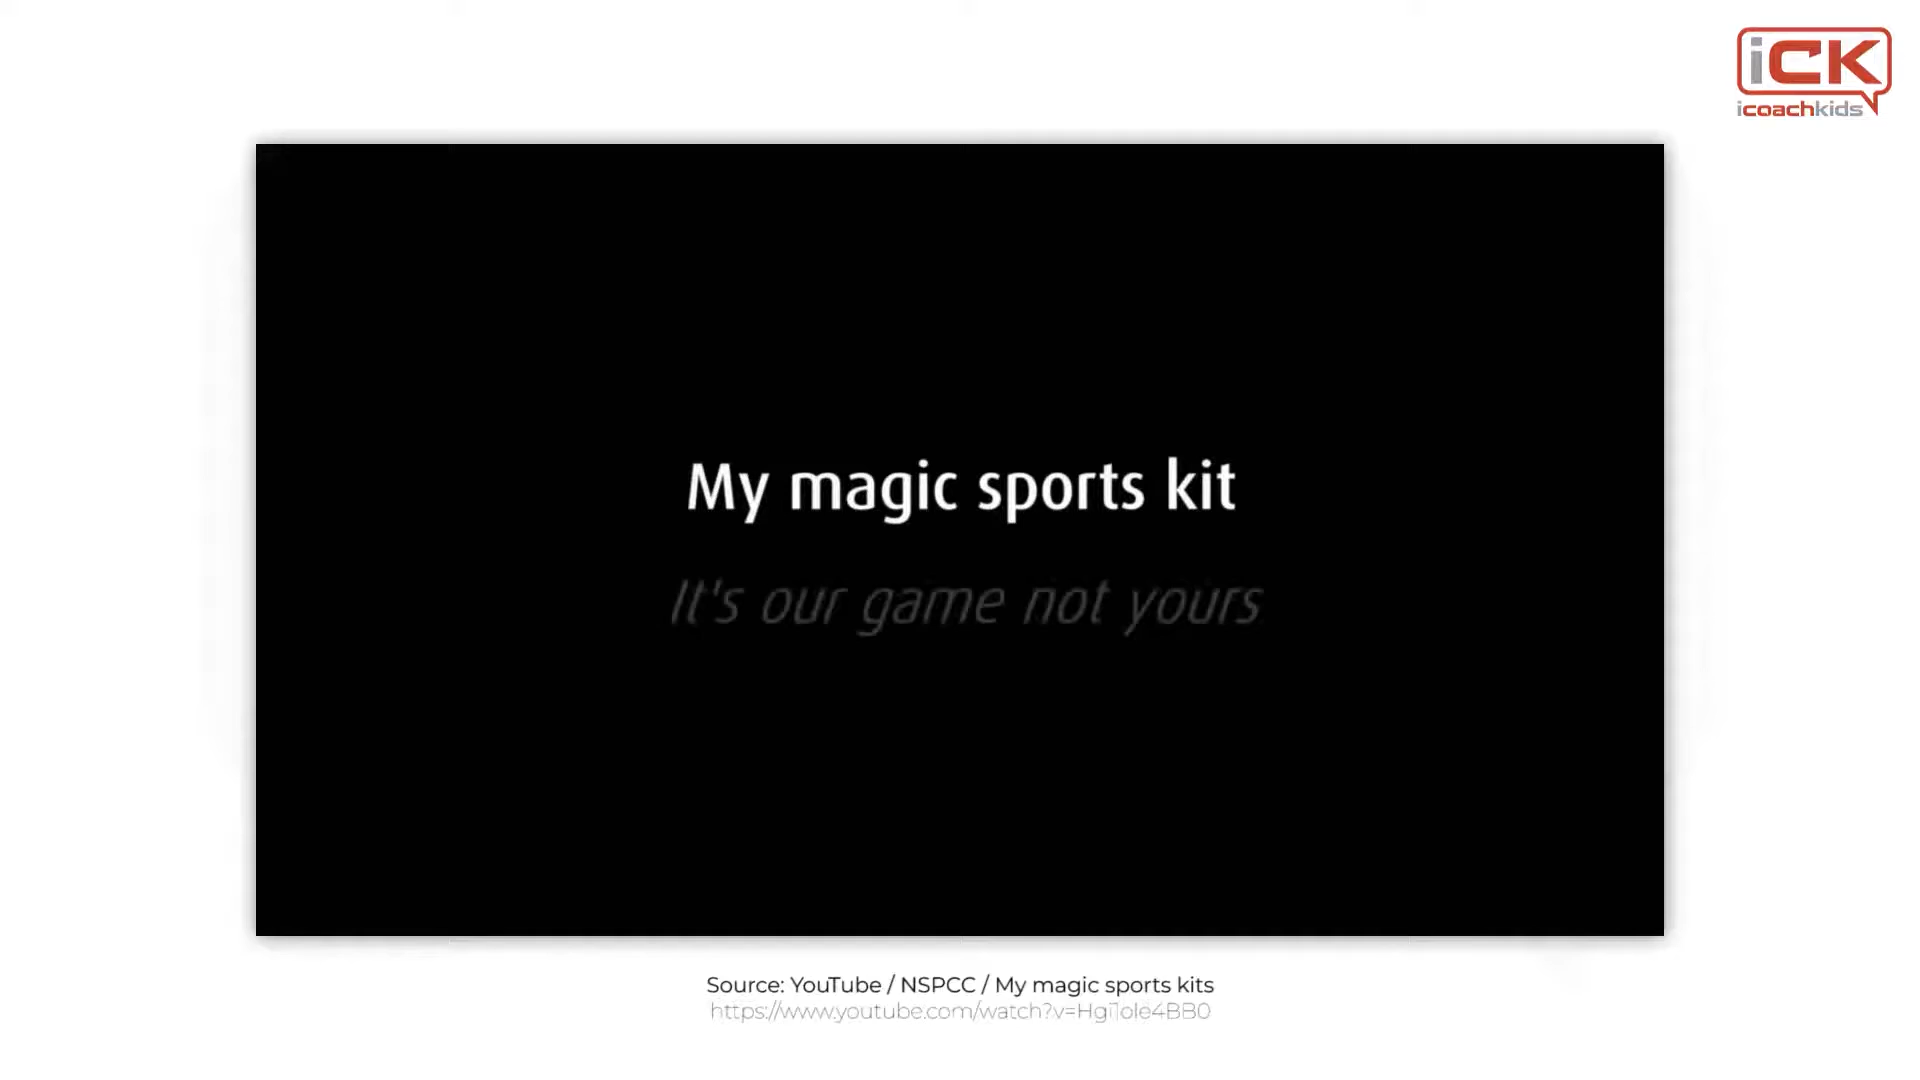 iCK
icoachkids
My magic sports kit
It's our game not yours
Source: YouTube / NSPCC / My magic sports kits
https://www.youtube.com/watch?v=